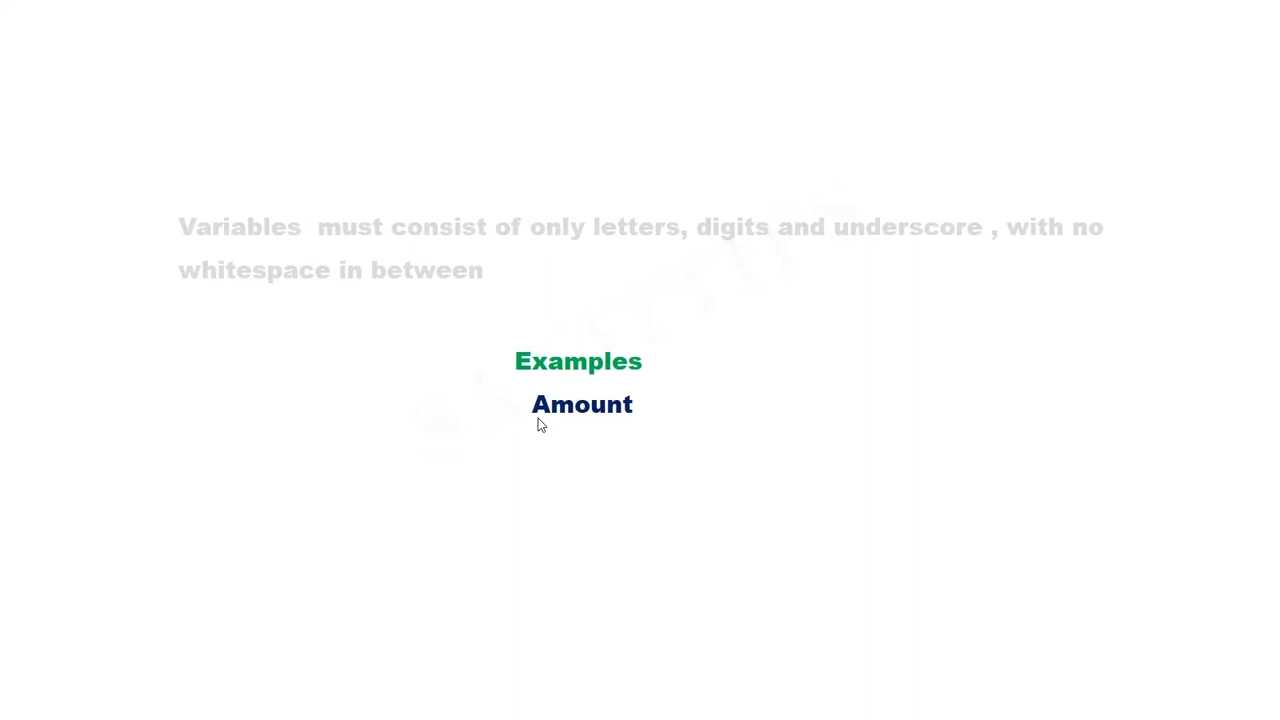 Variables  must consist of only letters, digits and underscore , with no
whitespace in between
Examples
Amount